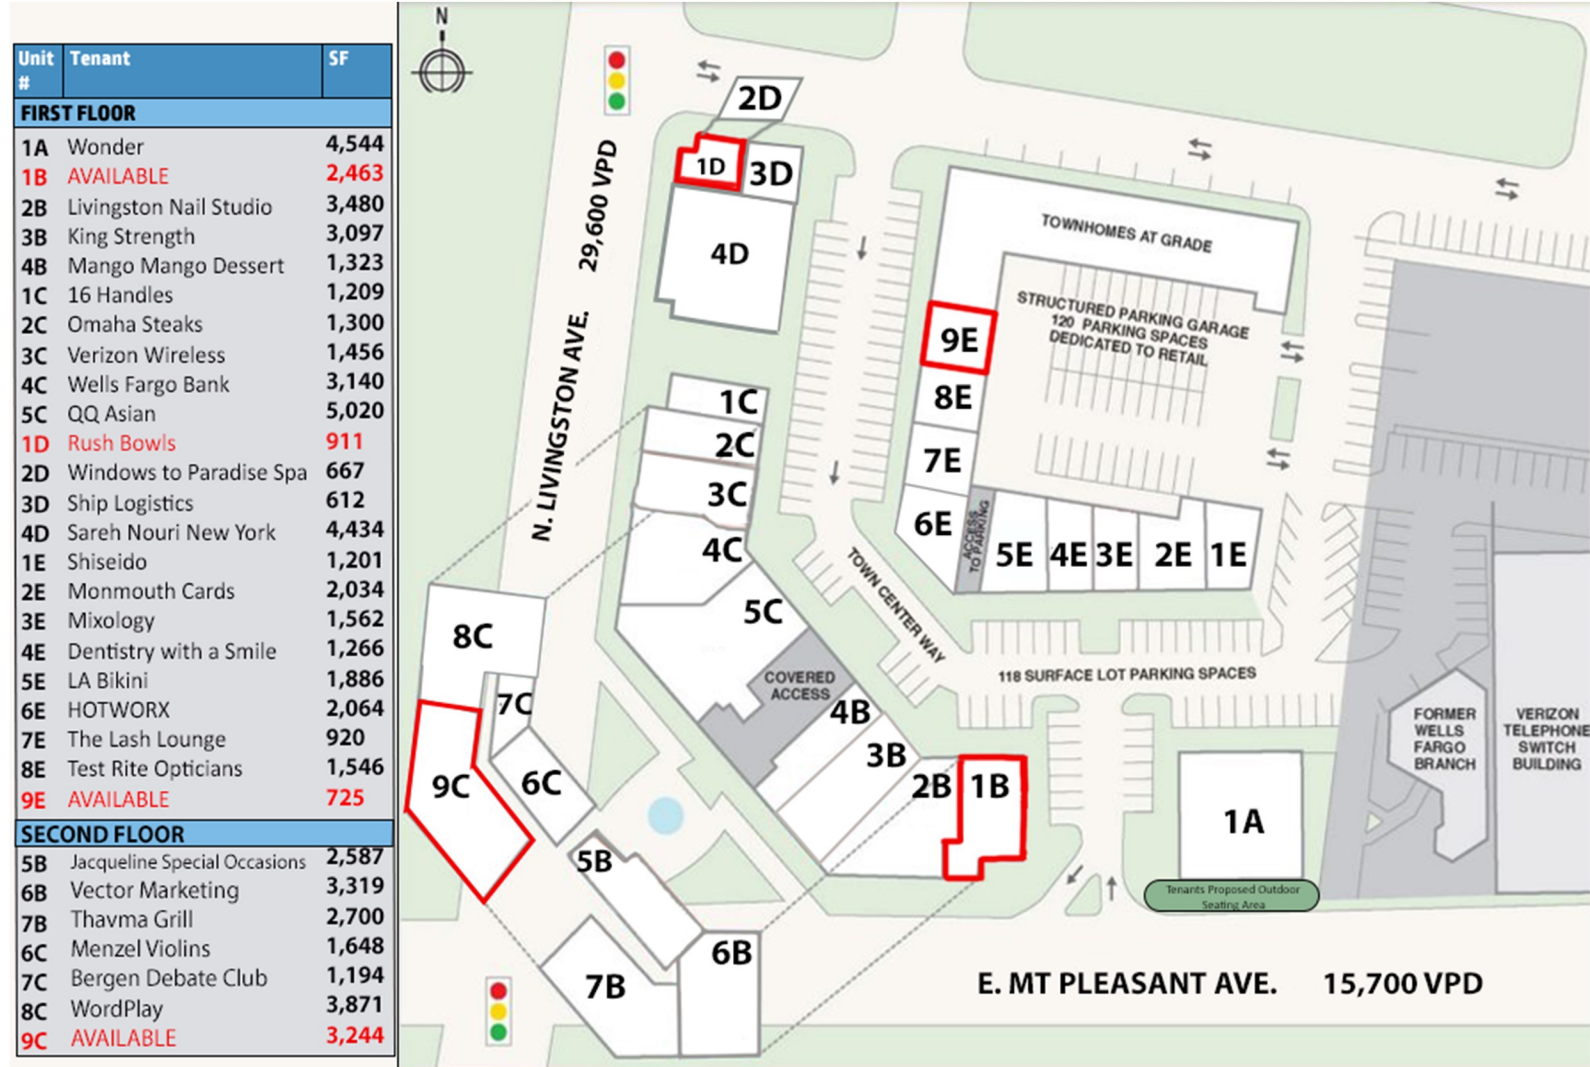 Unit # Tenant SF
FIRST FLOOR
1A Wonder 4,544
1B AVAILABLE 2,463
2B Livingston Nail Studio 3,480
3B King Strength 3,097
4B Mango Mango Dessert 1,323
1C 16 Handles 1,209
2C Omaha Steaks 1,300
3C Verizon Wireless 1,456
4C Wells Fargo Bank 3,140
5C QQ Asian 5,020
1D Rush Bowls 911
2D Windows to Paradise Spa 667
3D Ship Logistics 612
4D Sareh Nouri New York 4,434
1E Shiseido 1,201
2E Monmouth Cards 2,034
3E Mixology 1,562
4E Dentistry with a Smile 1,266
5E LA Bikini 1,886
6E HOTWORX 2,064
7E The Lash Lounge 920
8E Test Rite Opticians 1,546
9E AVAILABLE 725
SECOND FLOOR
5B Jacqueline Special Occasions 2,587
6B Vector Marketing 3,319
7B Thavma Grill 2,700
6C Menzel Violins 1,648
7C Bergen Debate Club 1,194
8C WordPlay 3,871
9C AVAILABLE 3,244
N
N. LIVINGSTON AVE. 29,600 VPD
2D
1D
3D
4D
1C
2C
3C
4C
5C
COVERED
ACCESS
4B
3B
2B
1B
8C
7C
9C
6C
5B
6B
7B
TOWNHOMES AT GRADE
STRUCTURED PARKING GARAGE
120 PARKING SPACES
DEDICATED TO RETAIL
9E
8E
7E
6E
ACCESS
TO PARKING
5E
4E
3E
2E
1E
TOWN CENTER WAY
118 SURFACE LOT PARKING SPACES
1A
Tenants Proposed Outdoor
Seating Area
FORMER
WELLS
FARGO
BRANCH
VERIZON
TELEPHONE
SWITCH
BUILDING
E. MT PLEASANT AVE. 15,700 VPD